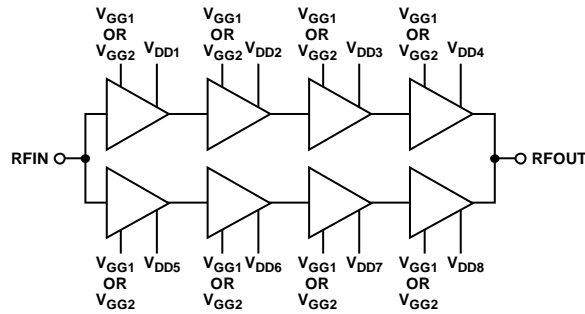 VGG1 VGG1 VGG1 VGG1
OR OR OR OR
VGG2 VDD1 VGG2 VDD2 VGG2 VDD3 VGG2 VDD4
RFIN RFOUT
VGG1 VDD5 VGG1 VDD6 VGG1 VDD7 VGG1 VDD8
OR OR OR OR
VGG2 VGG2 VGG2 VGG2